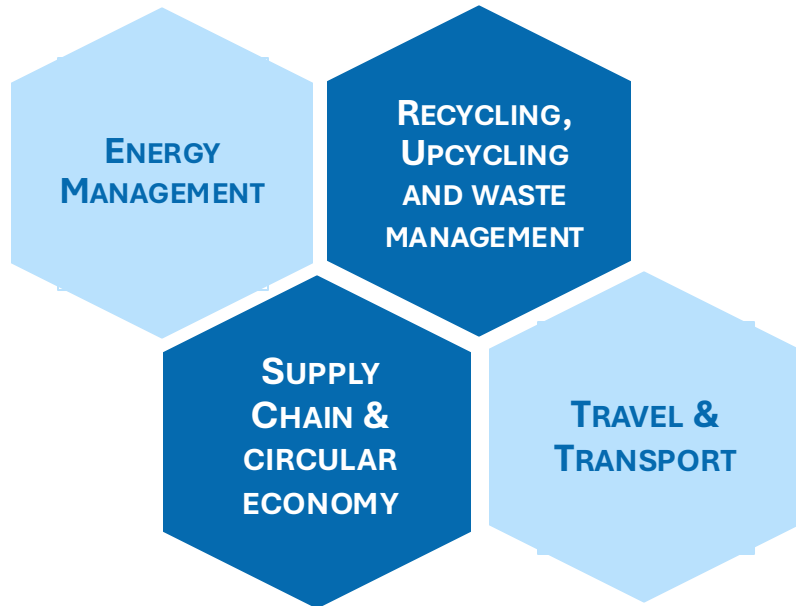 ENERGY
MANAGEMENT
RECYCLING,
UPCYCLING
AND WASTE
MANAGEMENT
SUPPLY
CHAIN &
CIRCULAR
ECONOMY
TRAVEL &
TRANSPORT